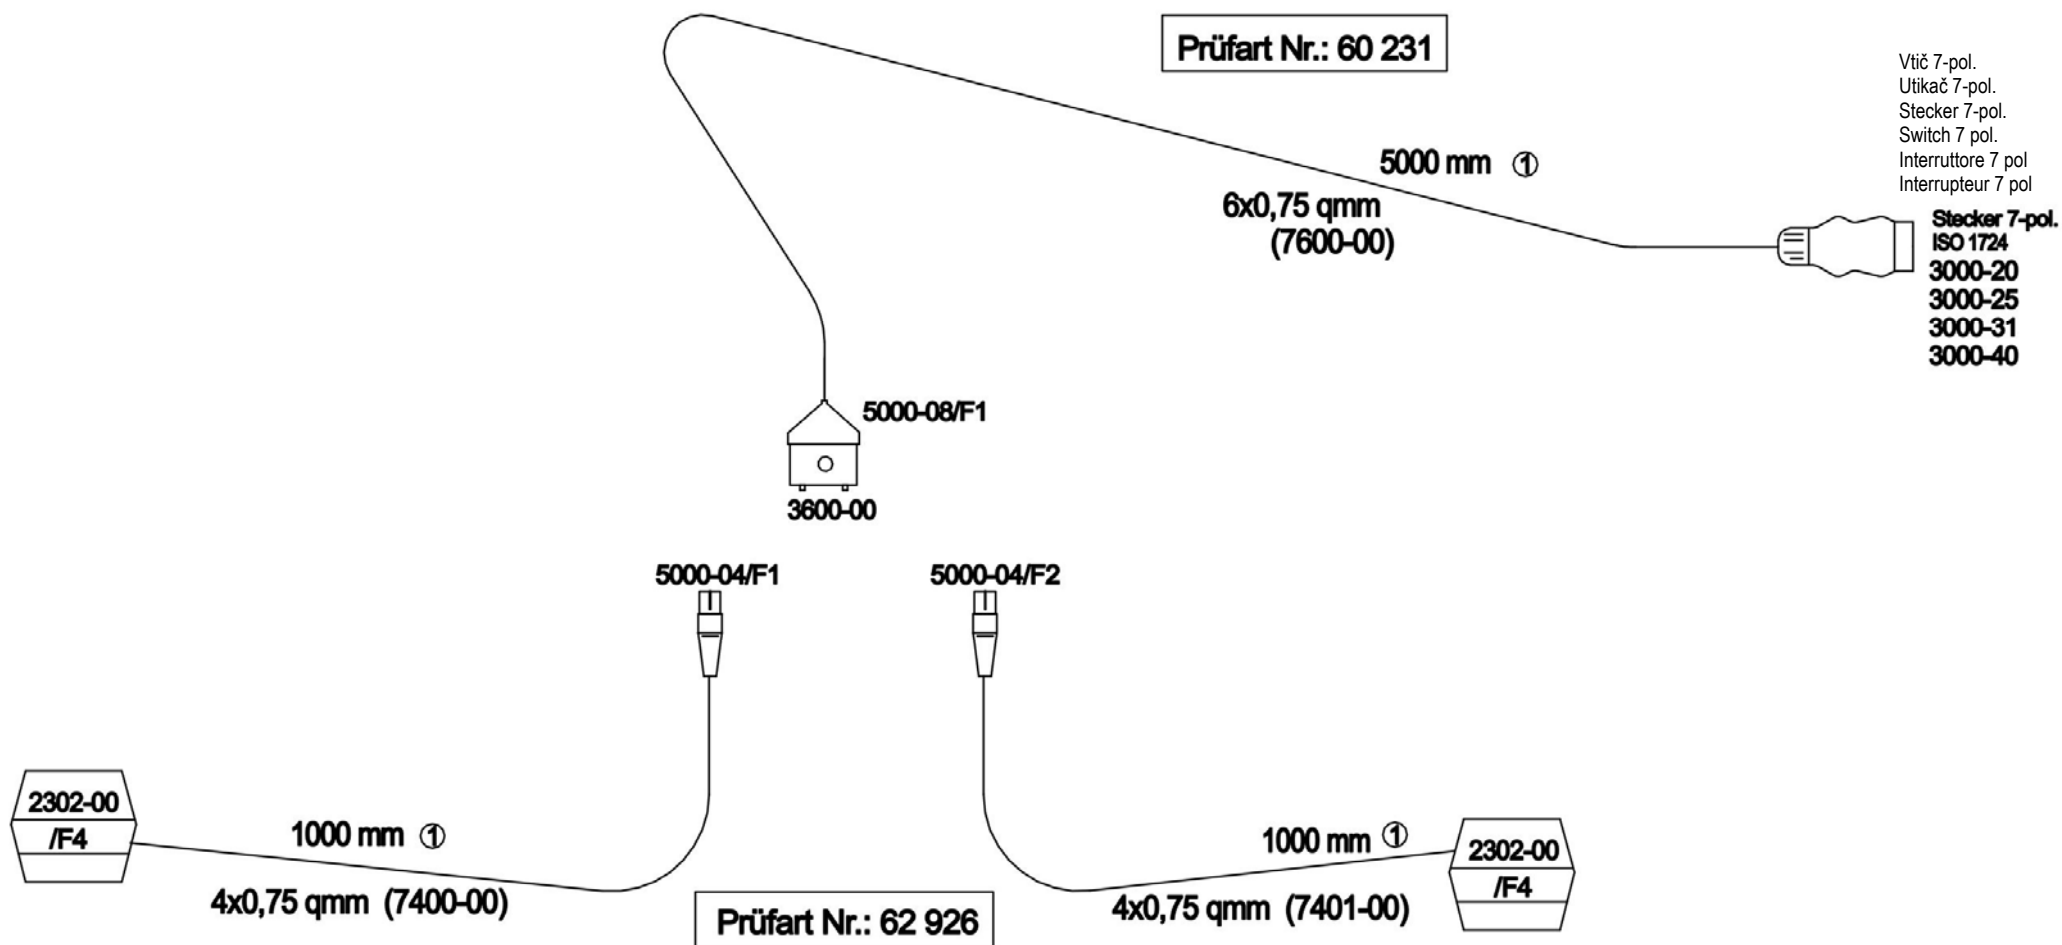 Prüfart Nr.: 60 231
Vtič 7-pol.
Utikač 7-pol.
Stecker 7-pol.
Switch 7 pol.
Interruttore 7 pol
Interrupteur 7 pol
5000 mm ①
6x0,75 qmm
(7600-00)
Stecker 7-pol.
ISO 1724
3000-20
3000-25
3000-31
3000-40
5000-08/F1
3600-00
5000-04/F1
5000-04/F2
2302-00
/F4
1000 mm ①
4x0,75 qmm (7400-00)
1000 mm ①
4x0,75 qmm (7401-00)
2302-00
/F4
Prüfart Nr.: 62 926